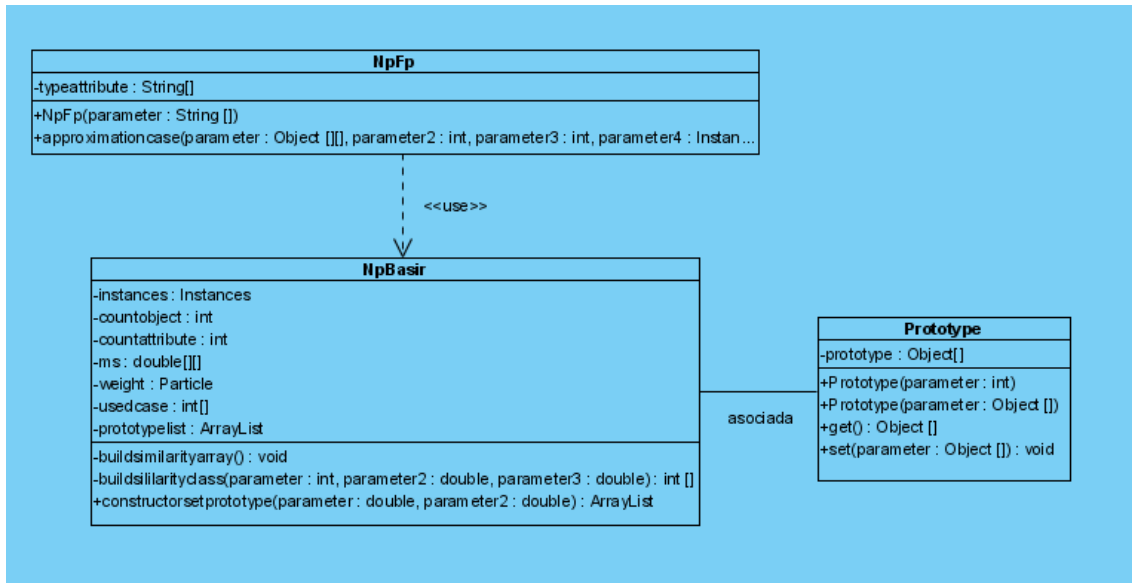 NpFp
-typeattribute : String[]
+NpFp(parameter : String [])
+approximationcase(parameter : Object [][], parameter2 : int, parameter3 : int, parameter4 : Instan...
<<use>>
NpBasir
-instances : Instances
-countobject : int
-countattribute : int
-ms : double[][]
-weight : Particle
-usedcase : int[]
-prototypelist : ArrayList
-buildsimilarityarray() : void
-buildsililarityclass(parameter : int, parameter2 : double, parameter3 : double) : int []
+constructorsetprototype(parameter : double, parameter2 : double) : ArrayList
asociada
Prototype
-prototype : Object[]
+Prototype(parameter : int)
+Prototype(parameter : Object [])
+get() : Object []
+set(parameter : Object []) : void